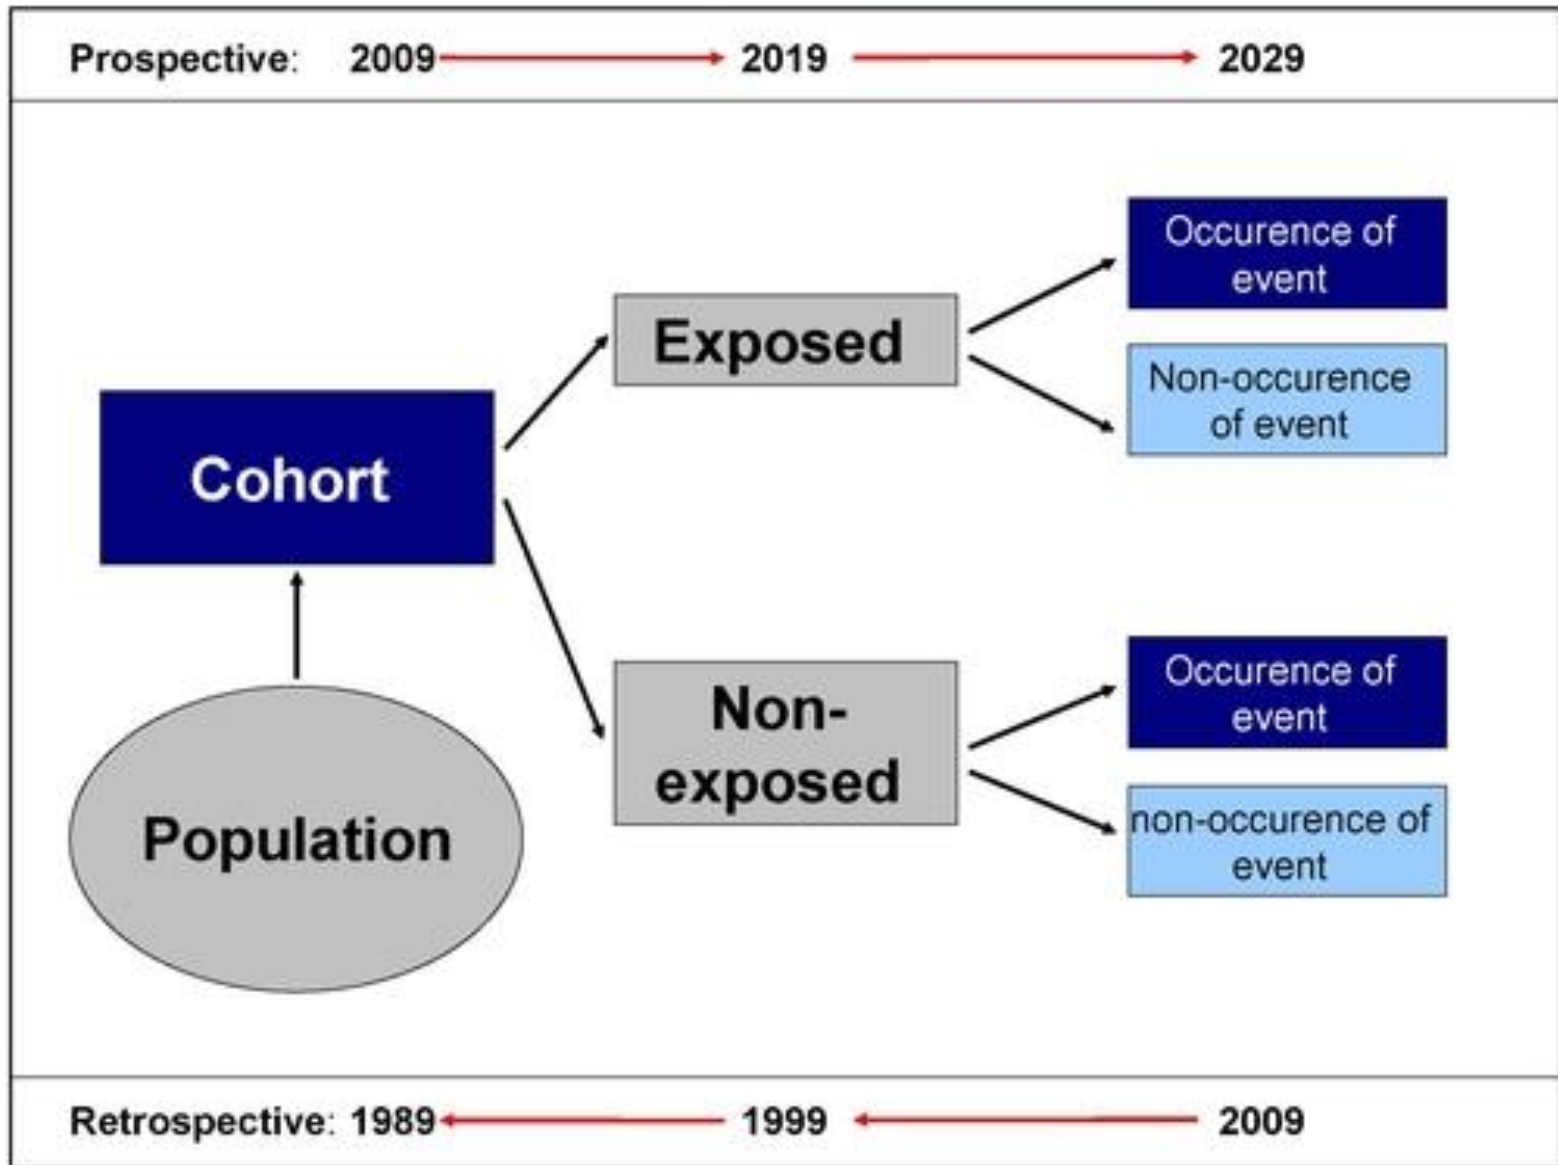 Prospective: 2009 2019 2029
Occurence of
event
Exposed
Non-occurence
of event
Cohort
Occurence of
event
Non-
exposed
non-occurence of
event
Population
Retrospective: 1989 1999 2009